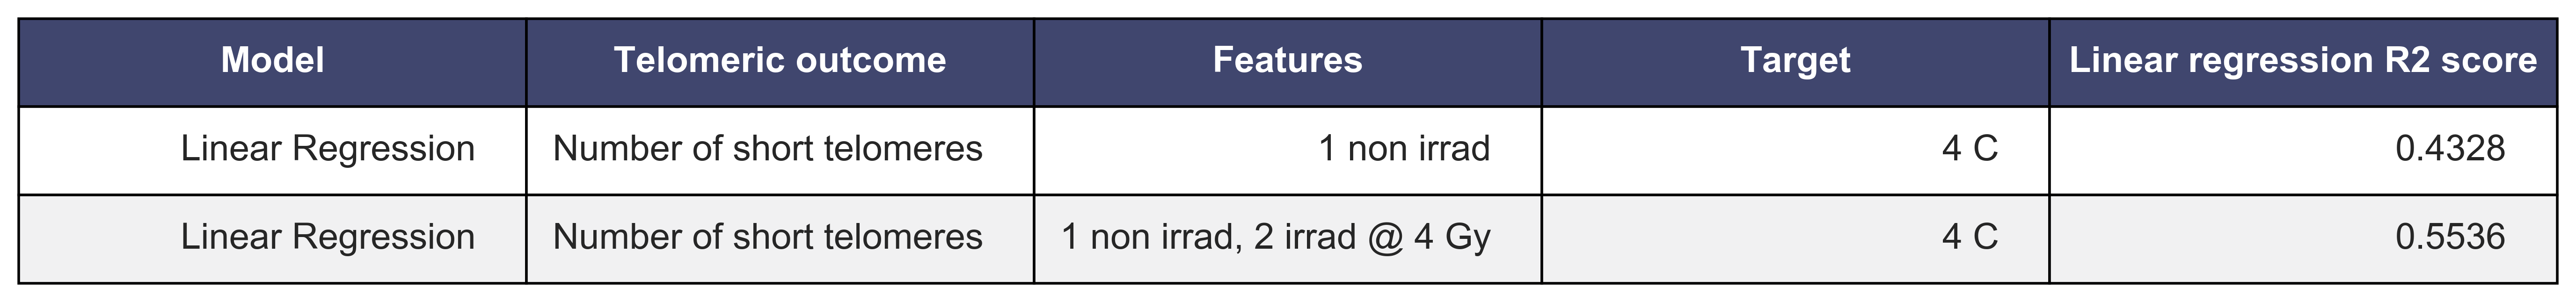 Model Telomeric outcome Features Target Linear regression R2 score
Linear Regression Number of short telomeres 1 non irrad 4 C 0.4328
Linear Regression Number of short telomeres 1 non irrad, 2 irrad @ 4 Gy 4 C 0.5536